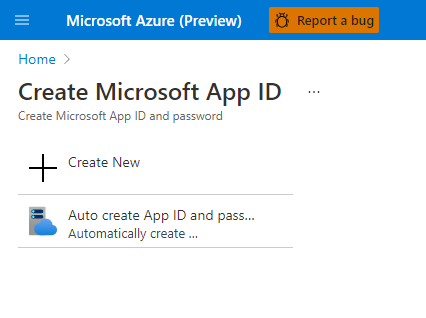 Microsoft Azure (Preview)
Report a bug
Home
Create Microsoft App ID
...
Create Microsoft App ID and password
Create New
Auto create App ID and pass...
Automatically create ...